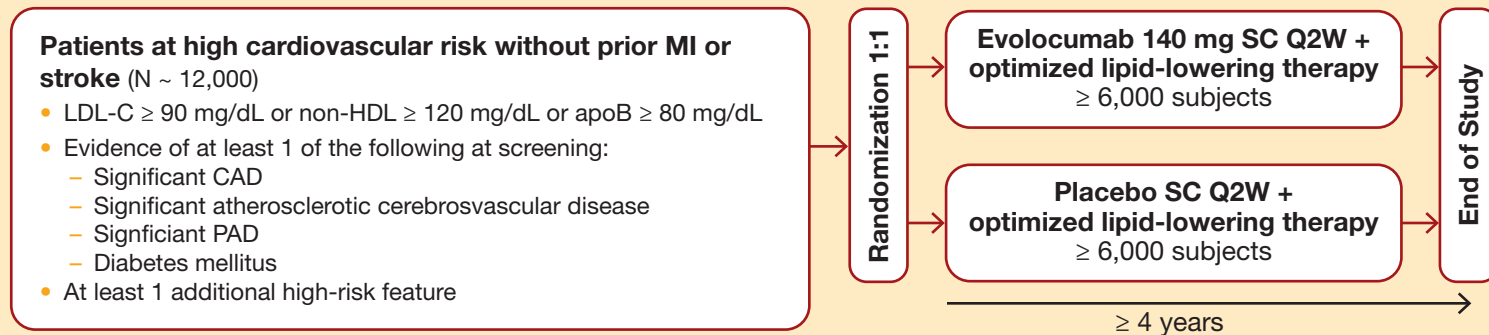 Patients at high cardiovascular risk without prior MI or
stroke (N ~ 12,000)
• LDL-C ≥ 90 mg/dL or non-HDL ≥ 120 mg/dL or apoB ≥ 80 mg/dL
• Evidence of at least 1 of the following at screening:
– Significant CAD
– Significant atherosclerotic cerebrosvascular disease
– Signficiant PAD
– Diabetes mellitus
• At least 1 additional high-risk feature
Randomization 1:1
Evolocumab 140 mg SC Q2W +
optimized lipid-lowering therapy
≥ 6,000 subjects
Placebo SC Q2W +
optimized lipid-lowering therapy
≥ 6,000 subjects
End of Study
≥ 4 years